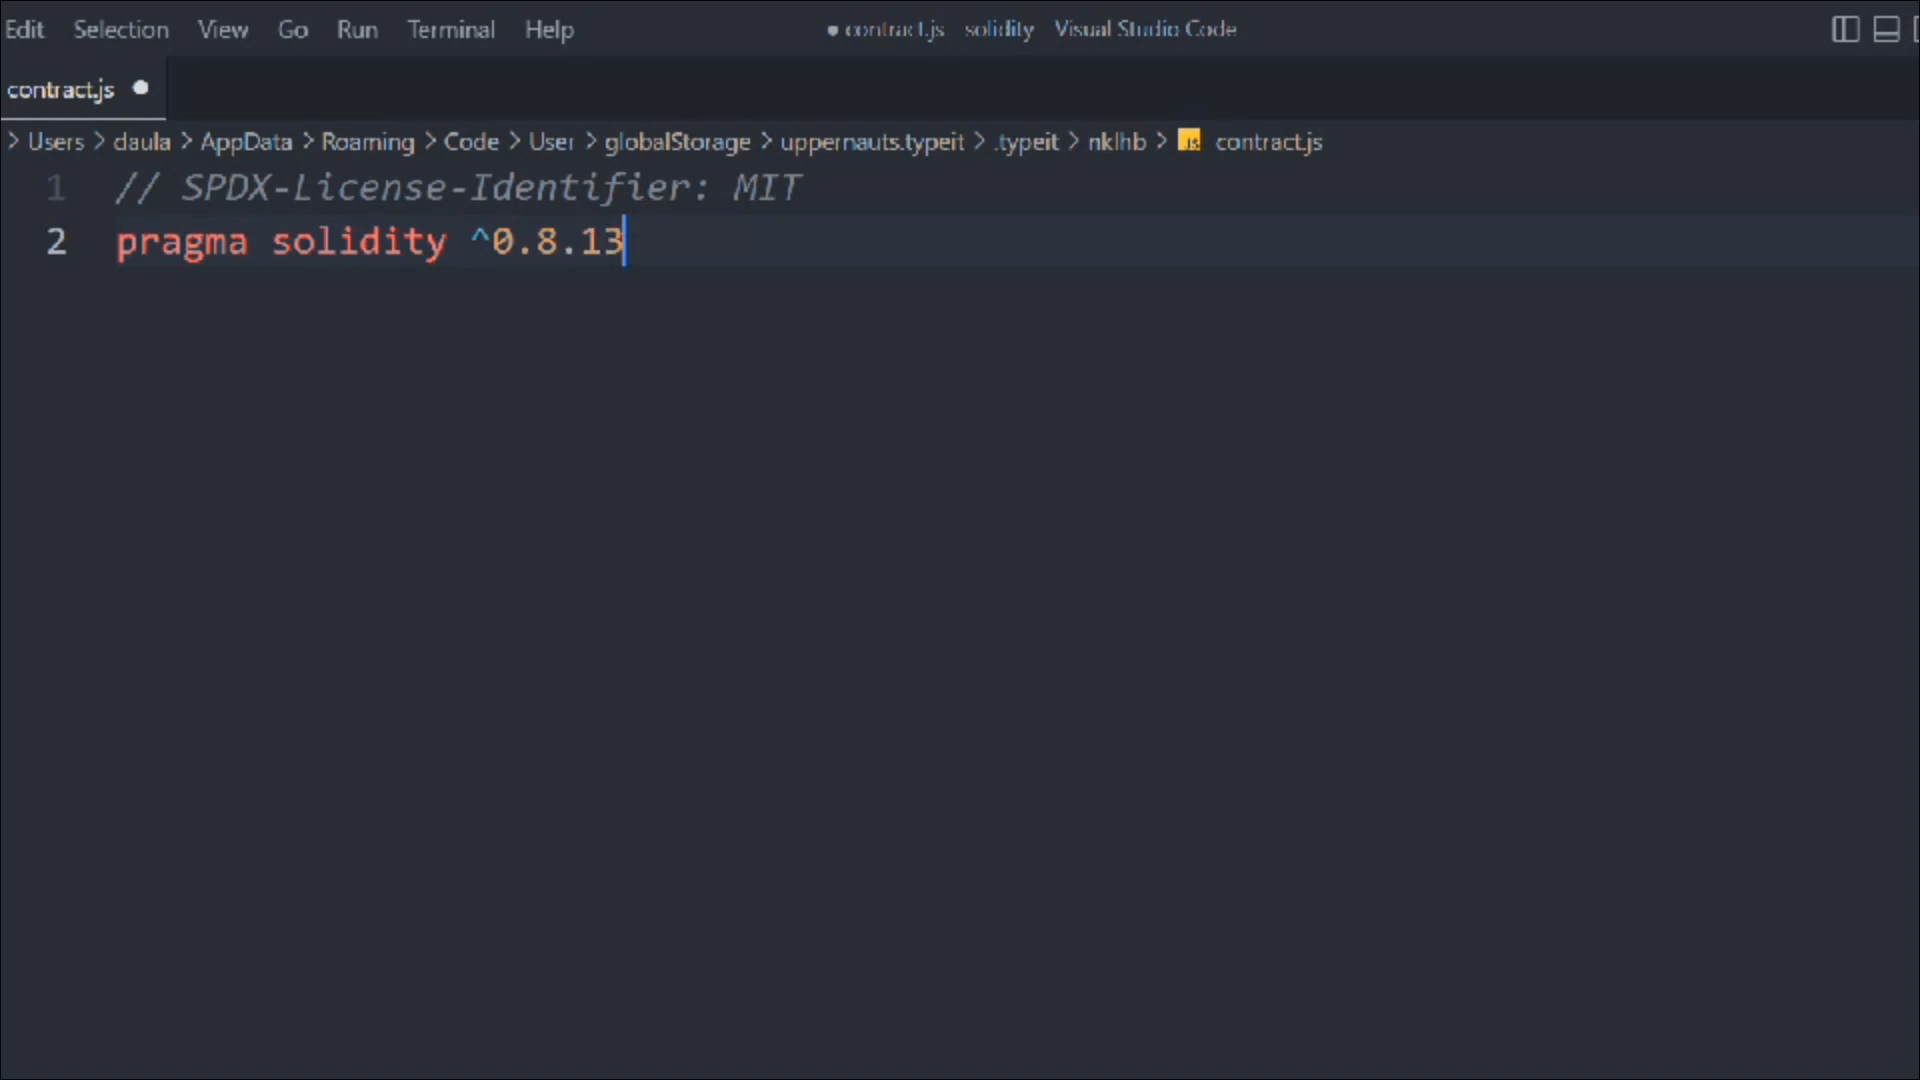 Edit Selection View Go Run Terminal Help ● contract.js solidity Visual Studio Code
contract.js ●
> Users > daula > AppData > Roaming > Code > User > globalStorage > uppernauts.typeit > .typeit > nklhb > JS contract.js
1 // SPDX-License-Identifier: MIT
2 pragma solidity ^0.8.13